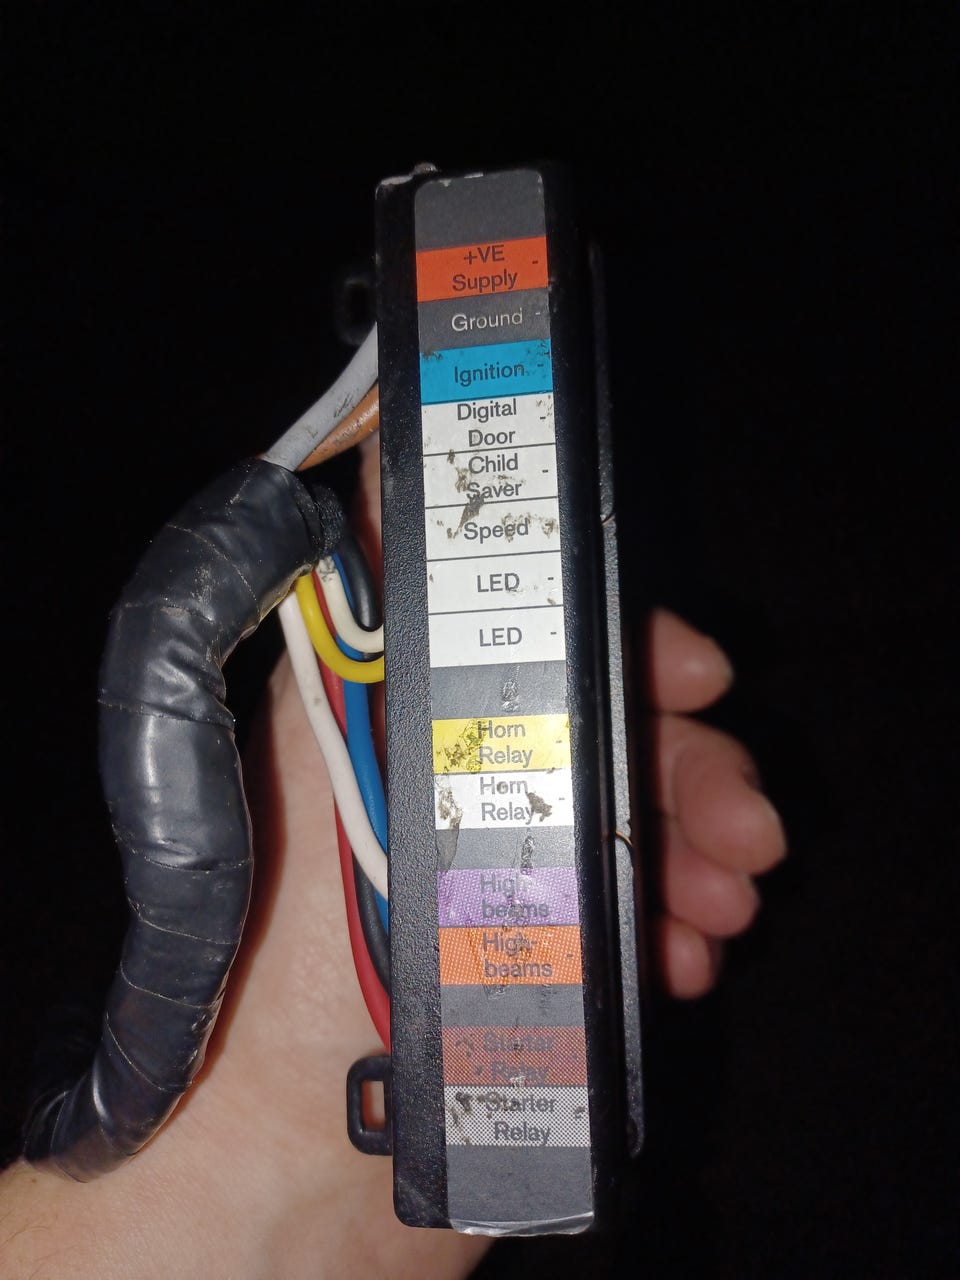 +VE -
Supply
Ground -
Ignition -
Digital -
Door
Child -
Saver
Speed -
LED -
LED -
Horn -
Relay
Horn -
Relay
High- -
beams
High- -
beams
Starter
Relay
Starter -
Relay